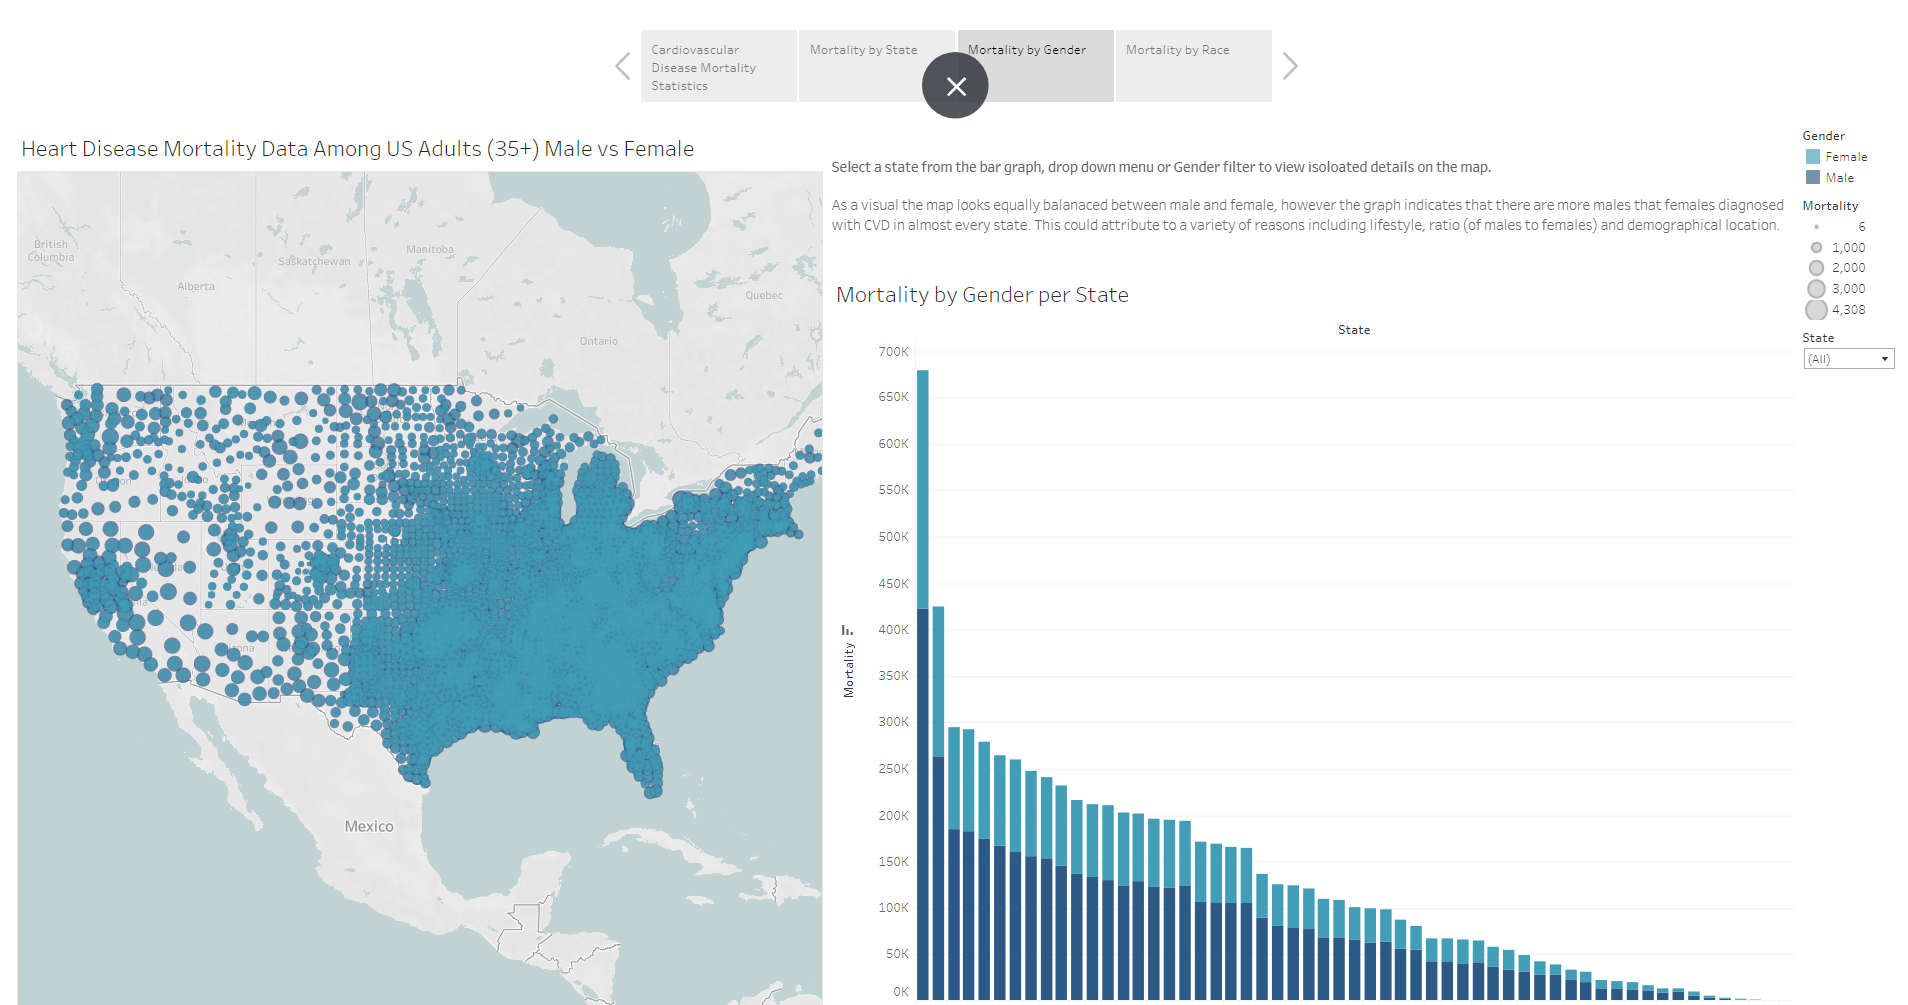 Cardiovascular
Disease Mortality
Statistics
Mortality by State
Mortality by Gender
Mortality by Race
Heart Disease Mortality Data Among US Adults (35+) Male vs Female
Select a state from the bar graph, drop down menu or Gender filter to view isoloated details on the map.
As a visual the map looks equally balanaced between male and female, however the graph indicates that there are more males that females diagnosed
with CVD in almost every state. This could attribute to a variety of reasons including lifestyle, ratio (of males to females) and demographical location.
Gender
Female
Male
Mortality
6
1,000
2,000
3,000
4,308
State
(All)
British
Columbia
Alberta
Saskatchewan
Manitoba
Ontario
Quebec
Mexico
Mortality by Gender per State
State
700K
650K
600K
550K
500K
450K
400K
350K
300K
250K
200K
150K
100K
50K
0K
Mortality